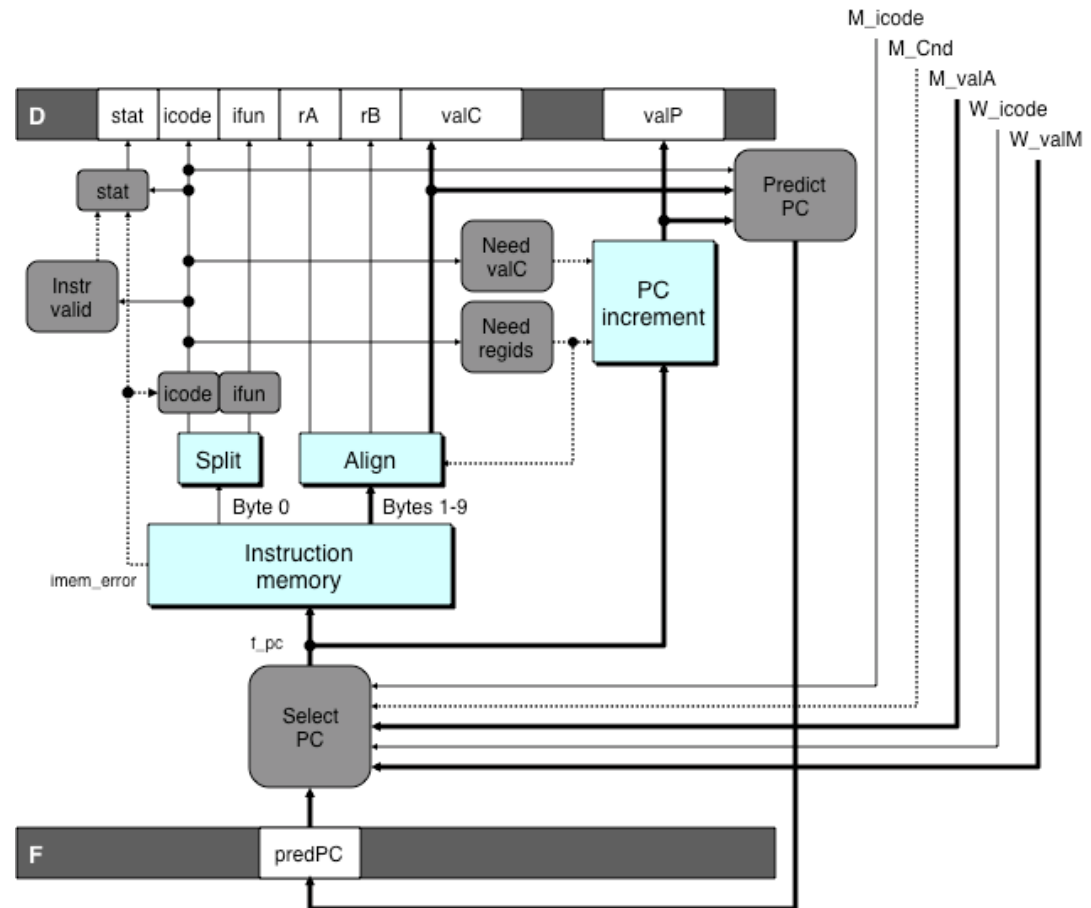 M_icode
M_Cnd
M_valA
W_icode
W_valM
D
stat
icode
ifun
rA
rB
valC
valP
stat
Predict
PC
Need
valC
Instr
valid
PC
increment
Need
regids
icode
ifun
Split
Align
Byte 0
Bytes 1-9
Instruction
memory
imem_error
f_pc
Select
PC
F
predPC